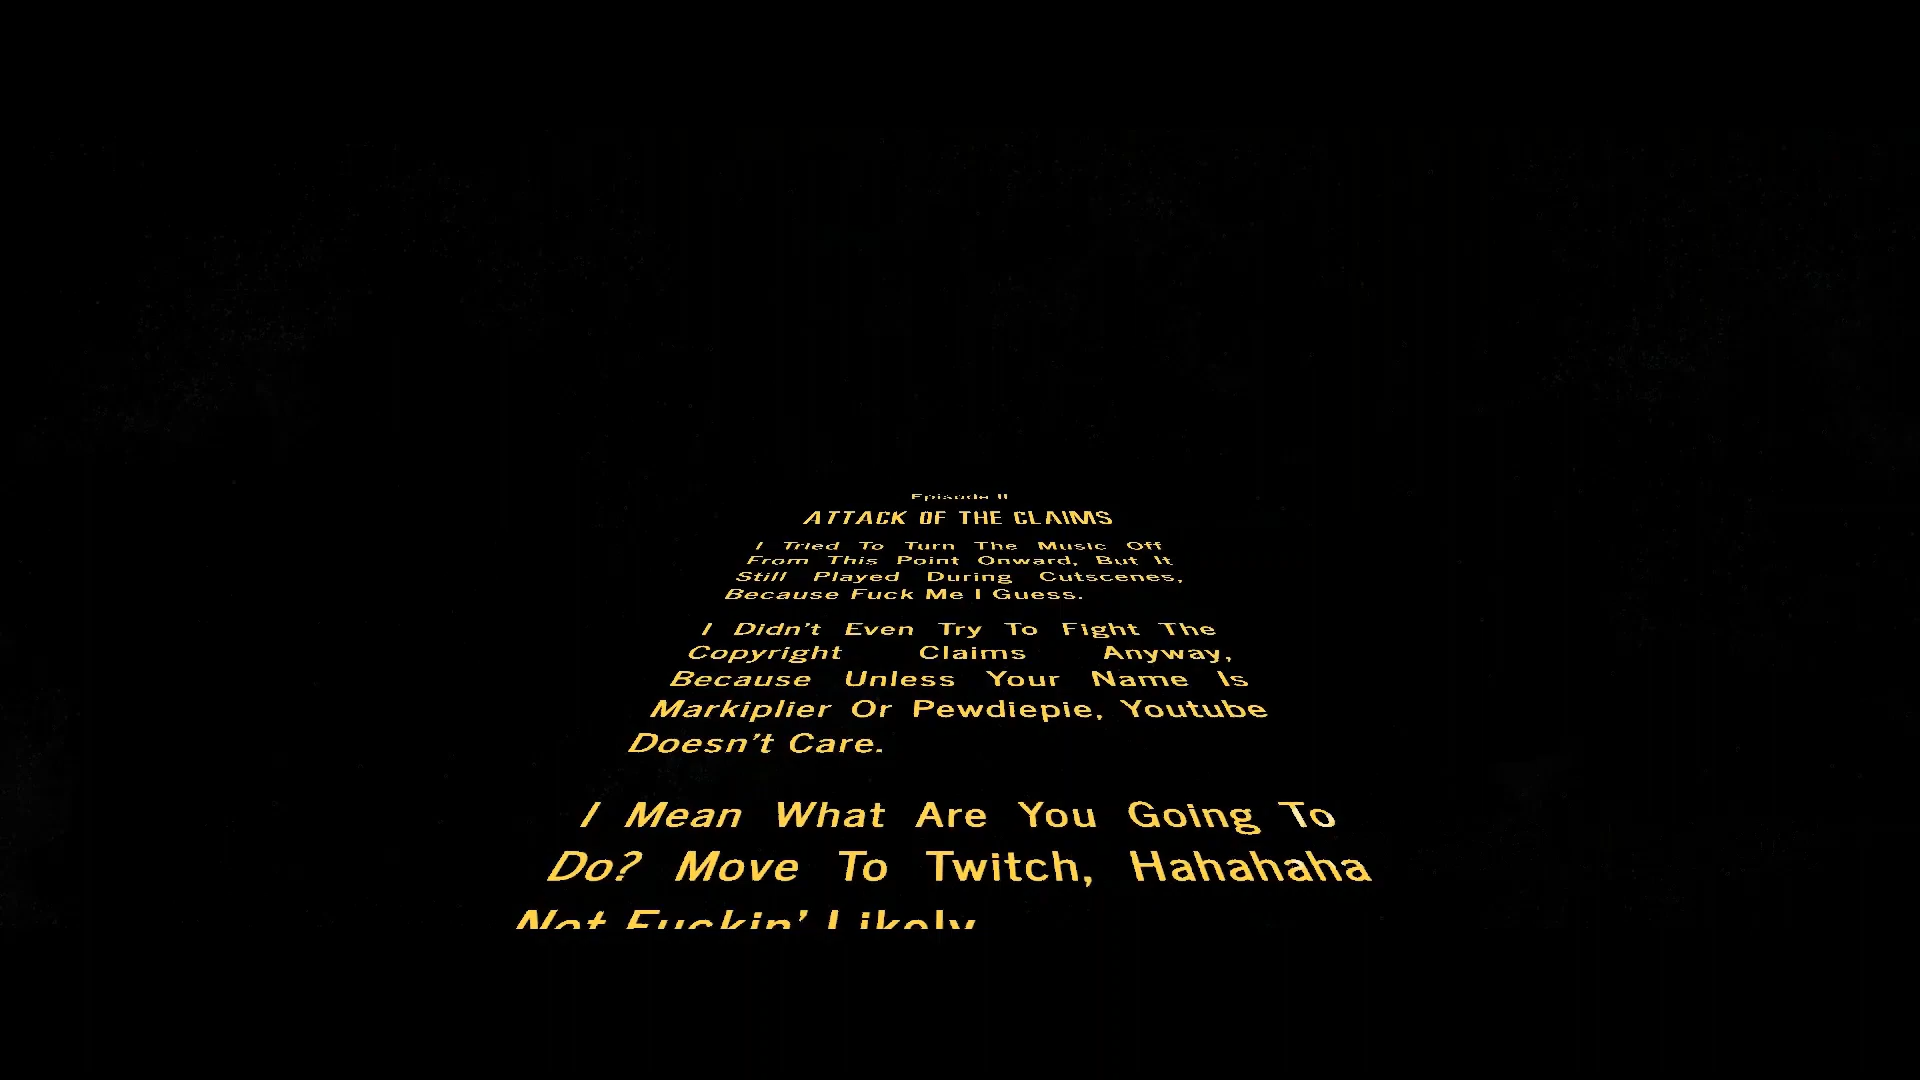 Episode II
ATTACK OF THE CLAIMS
I Tried To Turn The Music Off
From This Point Onward, But It
Still Played During Cutscenes,
Because Fuck Me I Guess.
I Didn't Even Try To Fight The
Copyright Claims Anyway,
Because Unless Your Name Is
Markiplier Or Pewdiepie, Youtube
Doesn't Care.
I Mean What Are You Going To
Do? Move To Twitch, Hahahaha
Not Fuckin' Likely